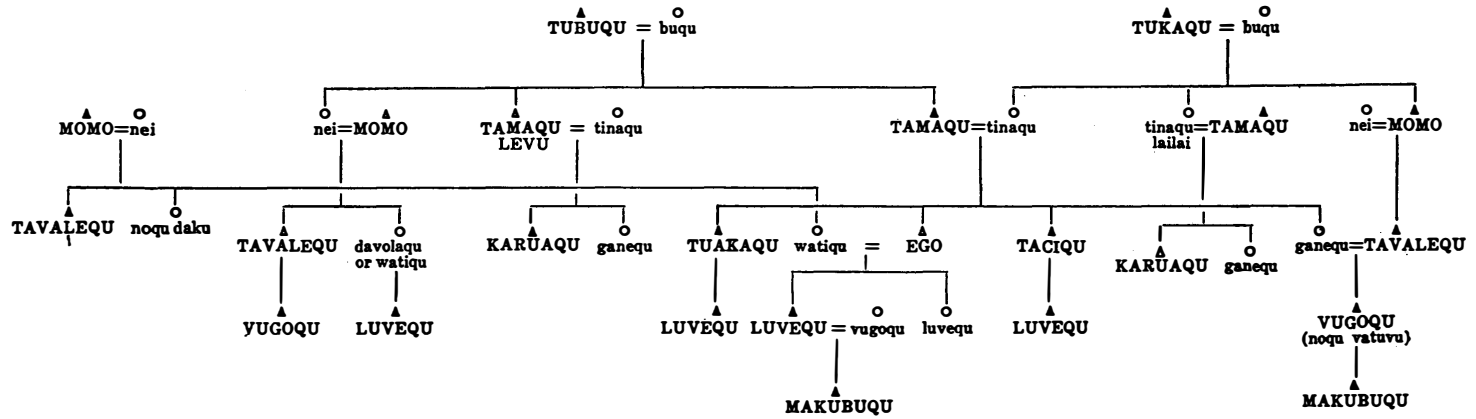 TUBUQU = buqu
TUKAQU = buqu
MOMO=nei
nei=MOMO
TAMAQU = tinaqu
LEVU
TAMAQU=tinaqu
tinaqu=TAMAQU
lailai
nei=MOMO
TAVALEQU
noqu daku
TAVALEQU
davolaqu
or watiqu
KARUAQU
ganequ
TUAKAQU
watiqu = EGO
TACIQU
KARUAQU
ganequ
ganequ=TAVALEQU
VUGOQU
LUVEQU
LUVEQU
LUVEQU = vugoqu
luvequ
LUVEQU
VUGOQU
(noqu vatuvu)
MAKUBUQU
MAKUBUQU